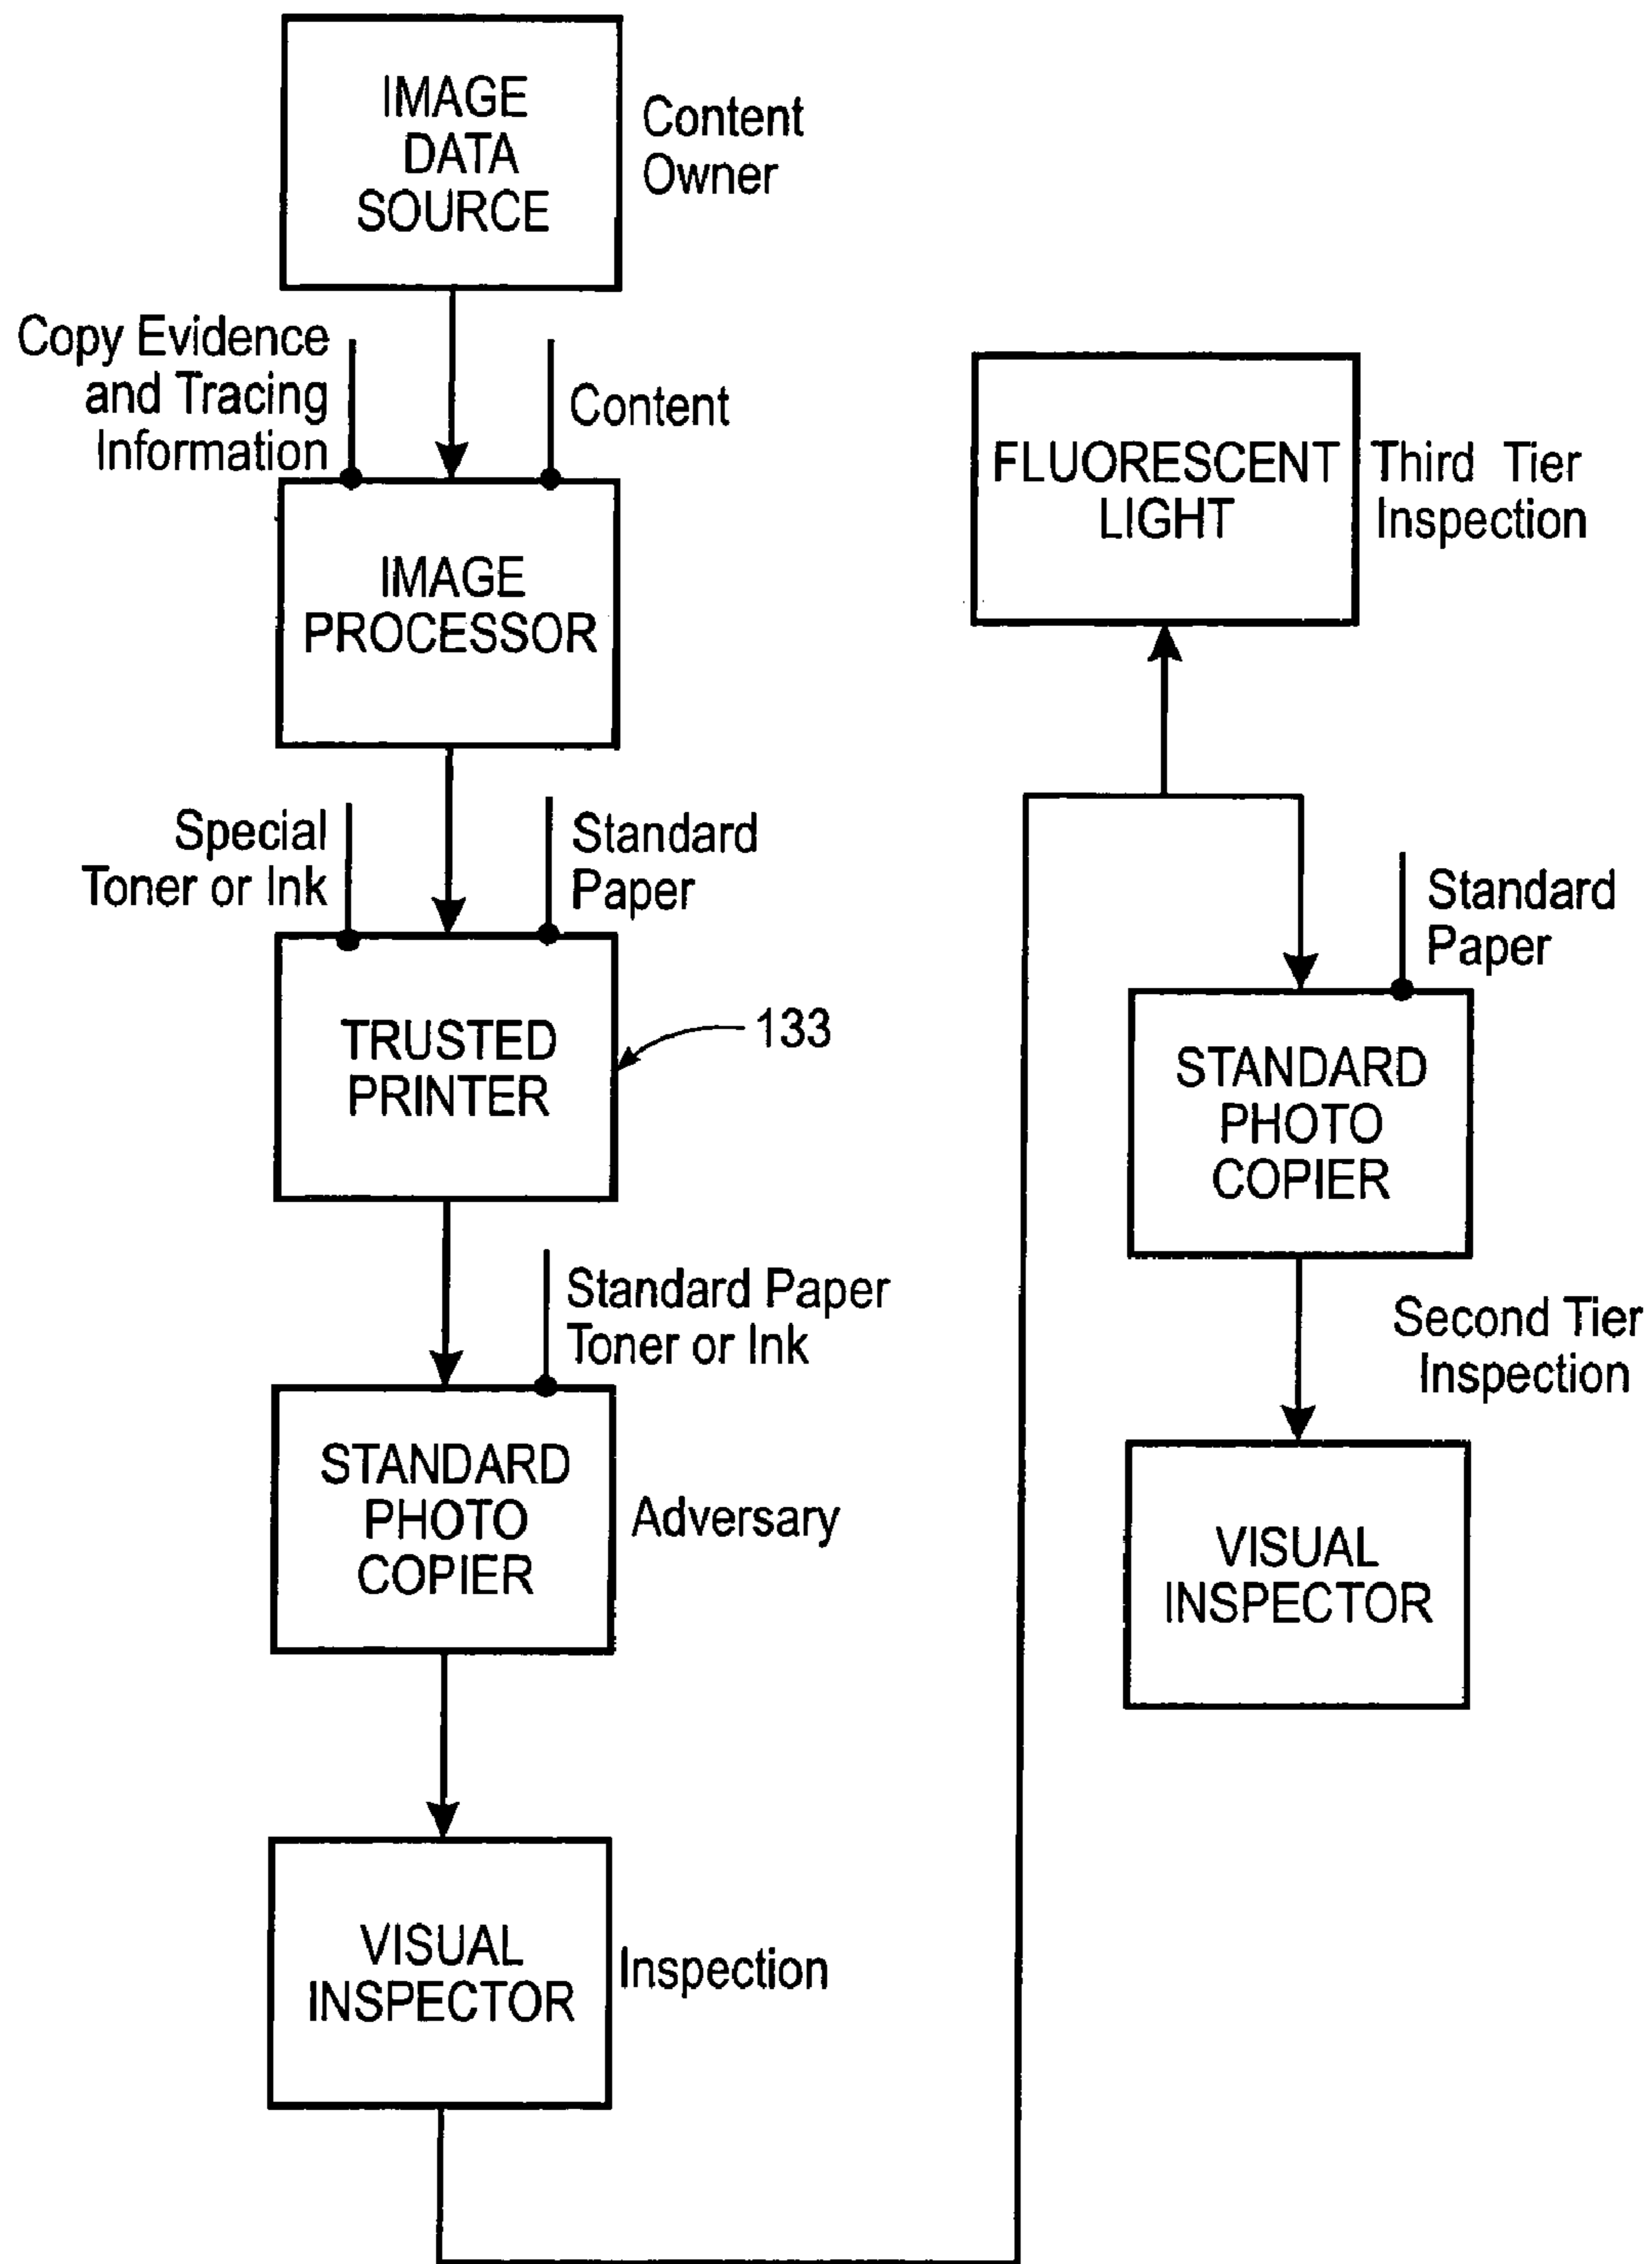 IMAGE
DATA
SOURCE
Content
Owner
Copy Evidence
and Tracing
Information
Content
IMAGE
PROCESSOR
Special
Toner or Ink
Standard
Paper
TRUSTED
PRINTER
133
Standard Paper
Toner or Ink
STANDARD
PHOTO
COPIER
Adversary
VISUAL
INSPECTOR
Inspection
FLUORESCENT
LIGHT
Third Tier
Inspection
Standard
Paper
STANDARD
PHOTO
COPIER
Second Tier
Inspection
VISUAL
INSPECTOR